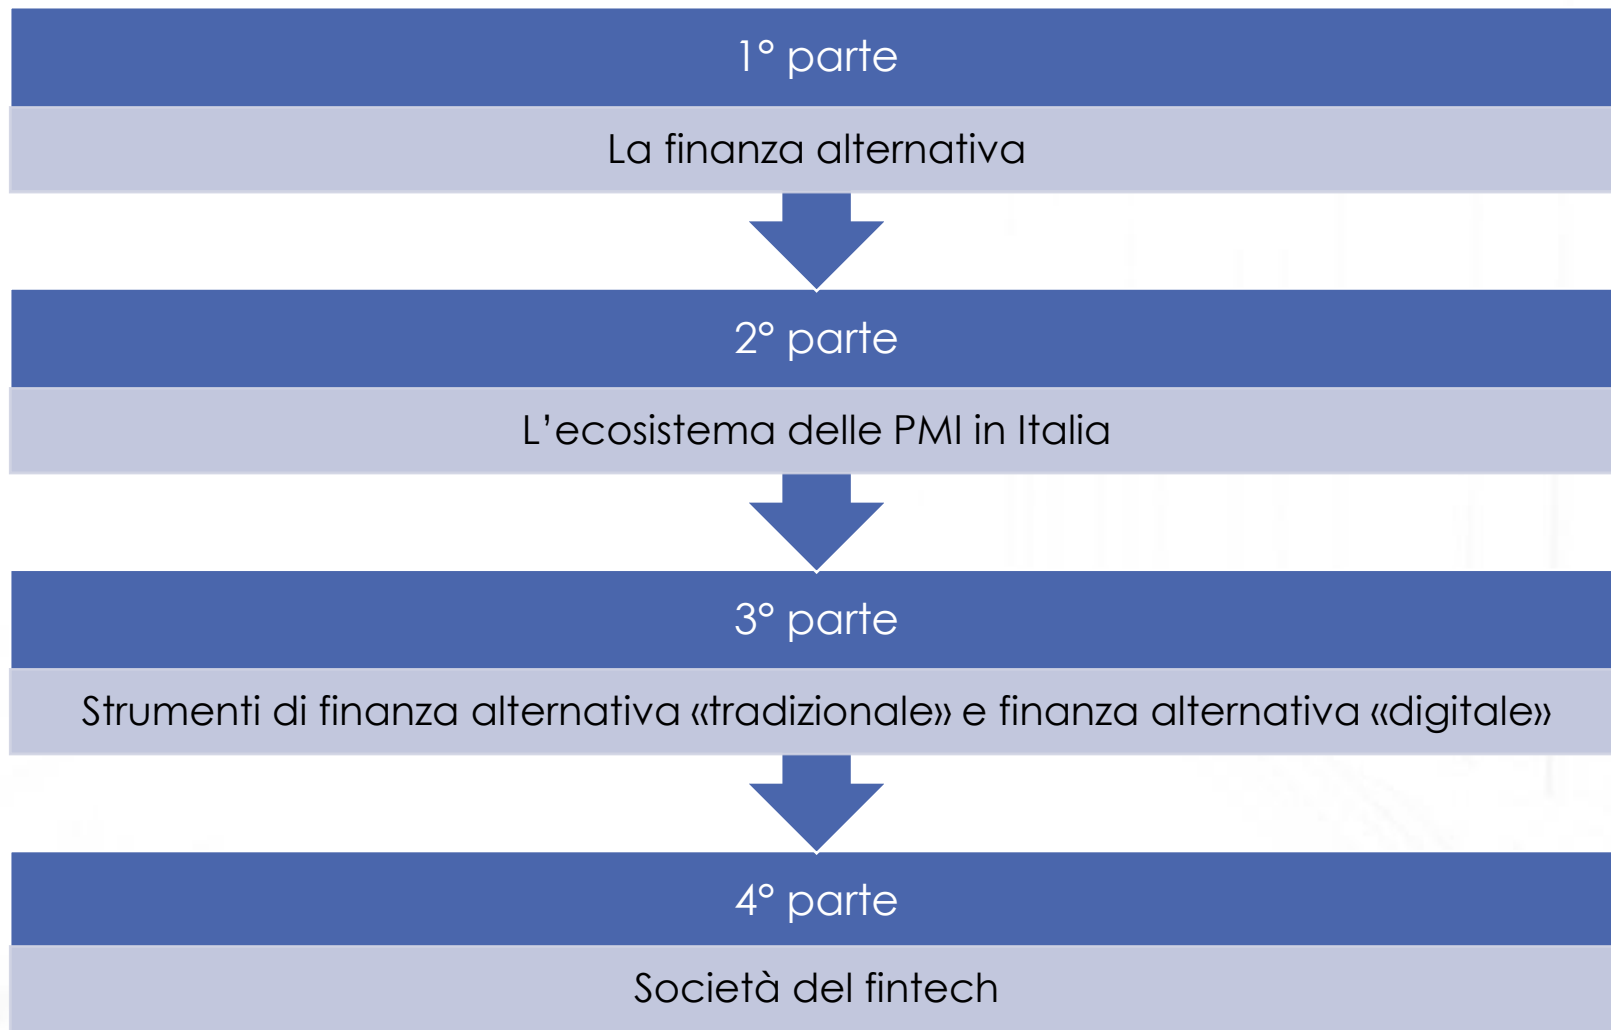 1° parte
La finanza alternativa
2° parte
L’ecosistema delle PMI in Italia
3° parte
Strumenti di finanza alternativa «tradizionale» e finanza alternativa «digitale»
4° parte
Società del fintech